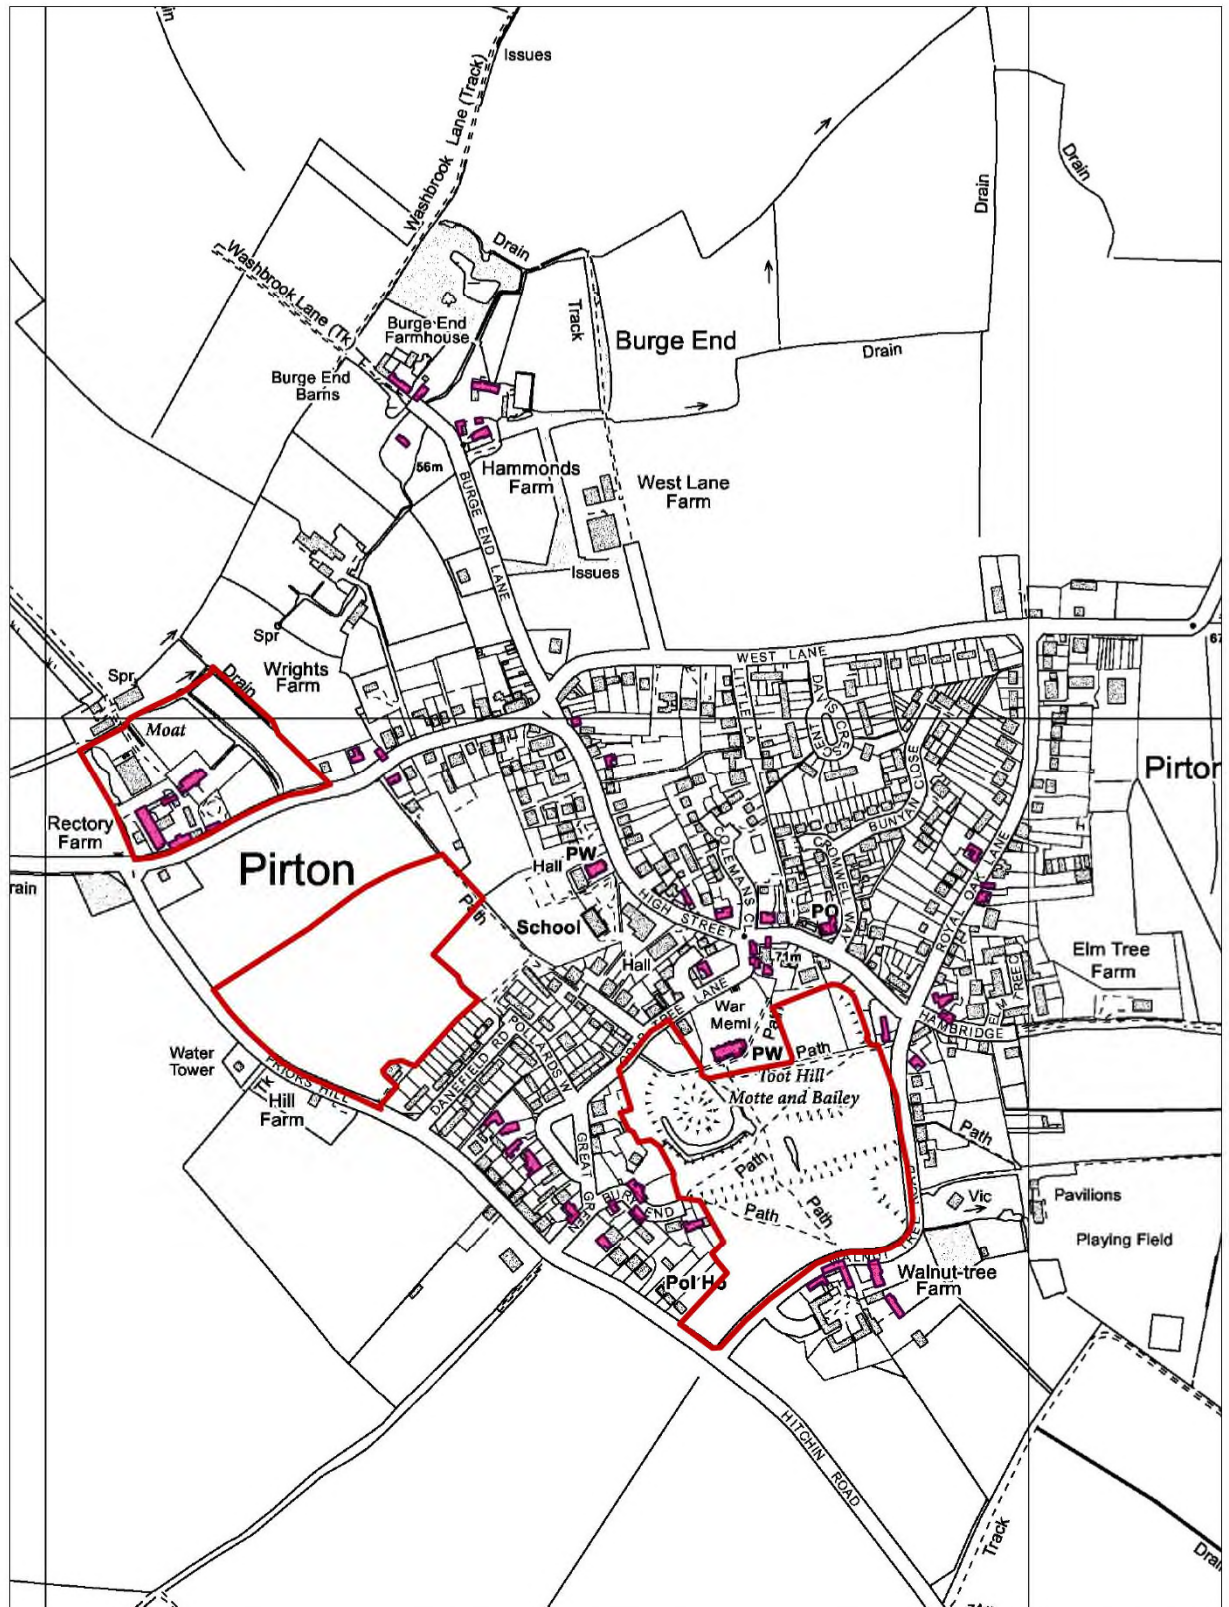 Issues
Washbrook Lane (Track)
Drain
Drain
Drain
Washbrook Lane (Tk)
Burge End
Farmhouse
Track
Burge End
Drain
Burge End
Barns
56m
Hammonds
Farm
West Lane
Farm
BURGE END LANE
Issues
Spr
Wrights
Farm
Spr
Drain
Moat
WEST LANE
LITTLE LA
DAVIS CRESCENT
BUNYAN CLOSE
Rectory
Farm
Pirton
PW
Hall
COLEMANS C
CROMWELL WAY
ROYAL OAK LANE
Path
School
HIGH STREET
PO
Hall
71m
Elm Tree
Farm
LANE
War
Meml
Path
HAMBRIDGE
PW
Path
Water
Tower
PRIORS HILL
Hill
Farm
DANEFIELD RD
POLLARDS W
Toot Hill
Motte and Bailey
GREAT GREEN
BURY END
Path
Path
Path
Path
Vic
Pavilions
Playing Field
Pol Ho
WALNUT TREE
Walnut-tree
Farm
HITCHIN ROAD
Track